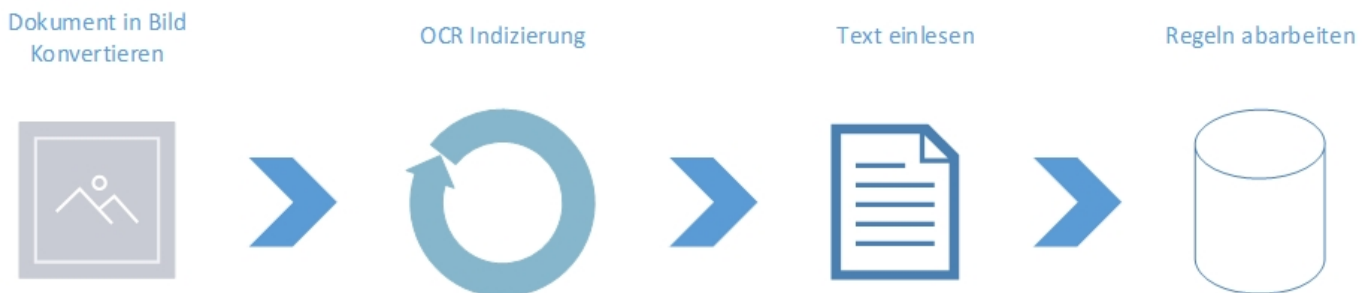 Dokument in Bild
Konvertieren
OCR Indizierung
Text einlesen
Regeln abarbeiten